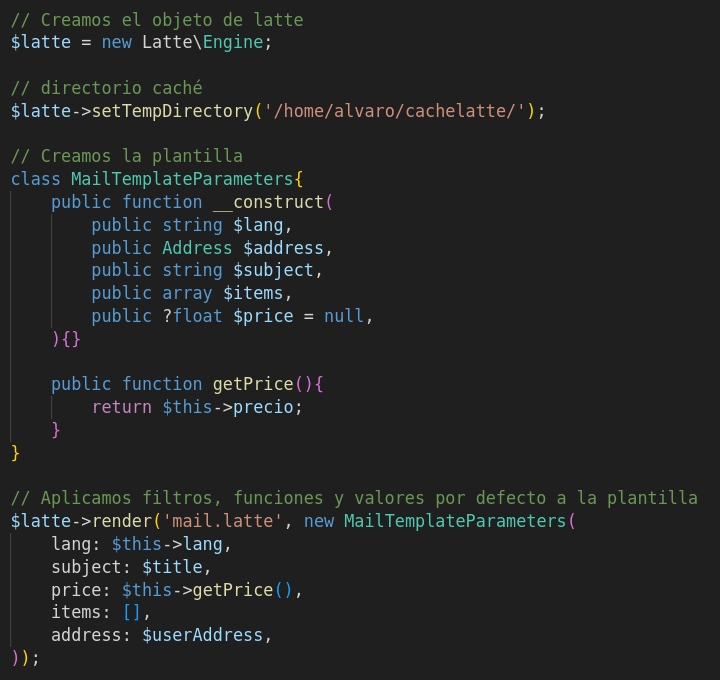 // Creamos el objeto de latte
$latte = new Latte\Engine;

// directorio caché
$latte->setTempDirectory('/home/alvaro/cachelatte/');

// Creamos la plantilla
class MailTemplateParameters{
    public function __construct(
        public string $lang,
        public Address $address,
        public string $subject,
        public array $items,
        public ?float $price = null,
    ){}

    public function getPrice(){
        return $this->precio;
    }
}

// Aplicamos filtros, funciones y valores por defecto a la plantilla
$latte->render('mail.latte', new MailTemplateParameters(
    lang: $this->lang,
    subject: $title,
    price: $this->getPrice(),
    items: [],
    address: $userAddress,
));